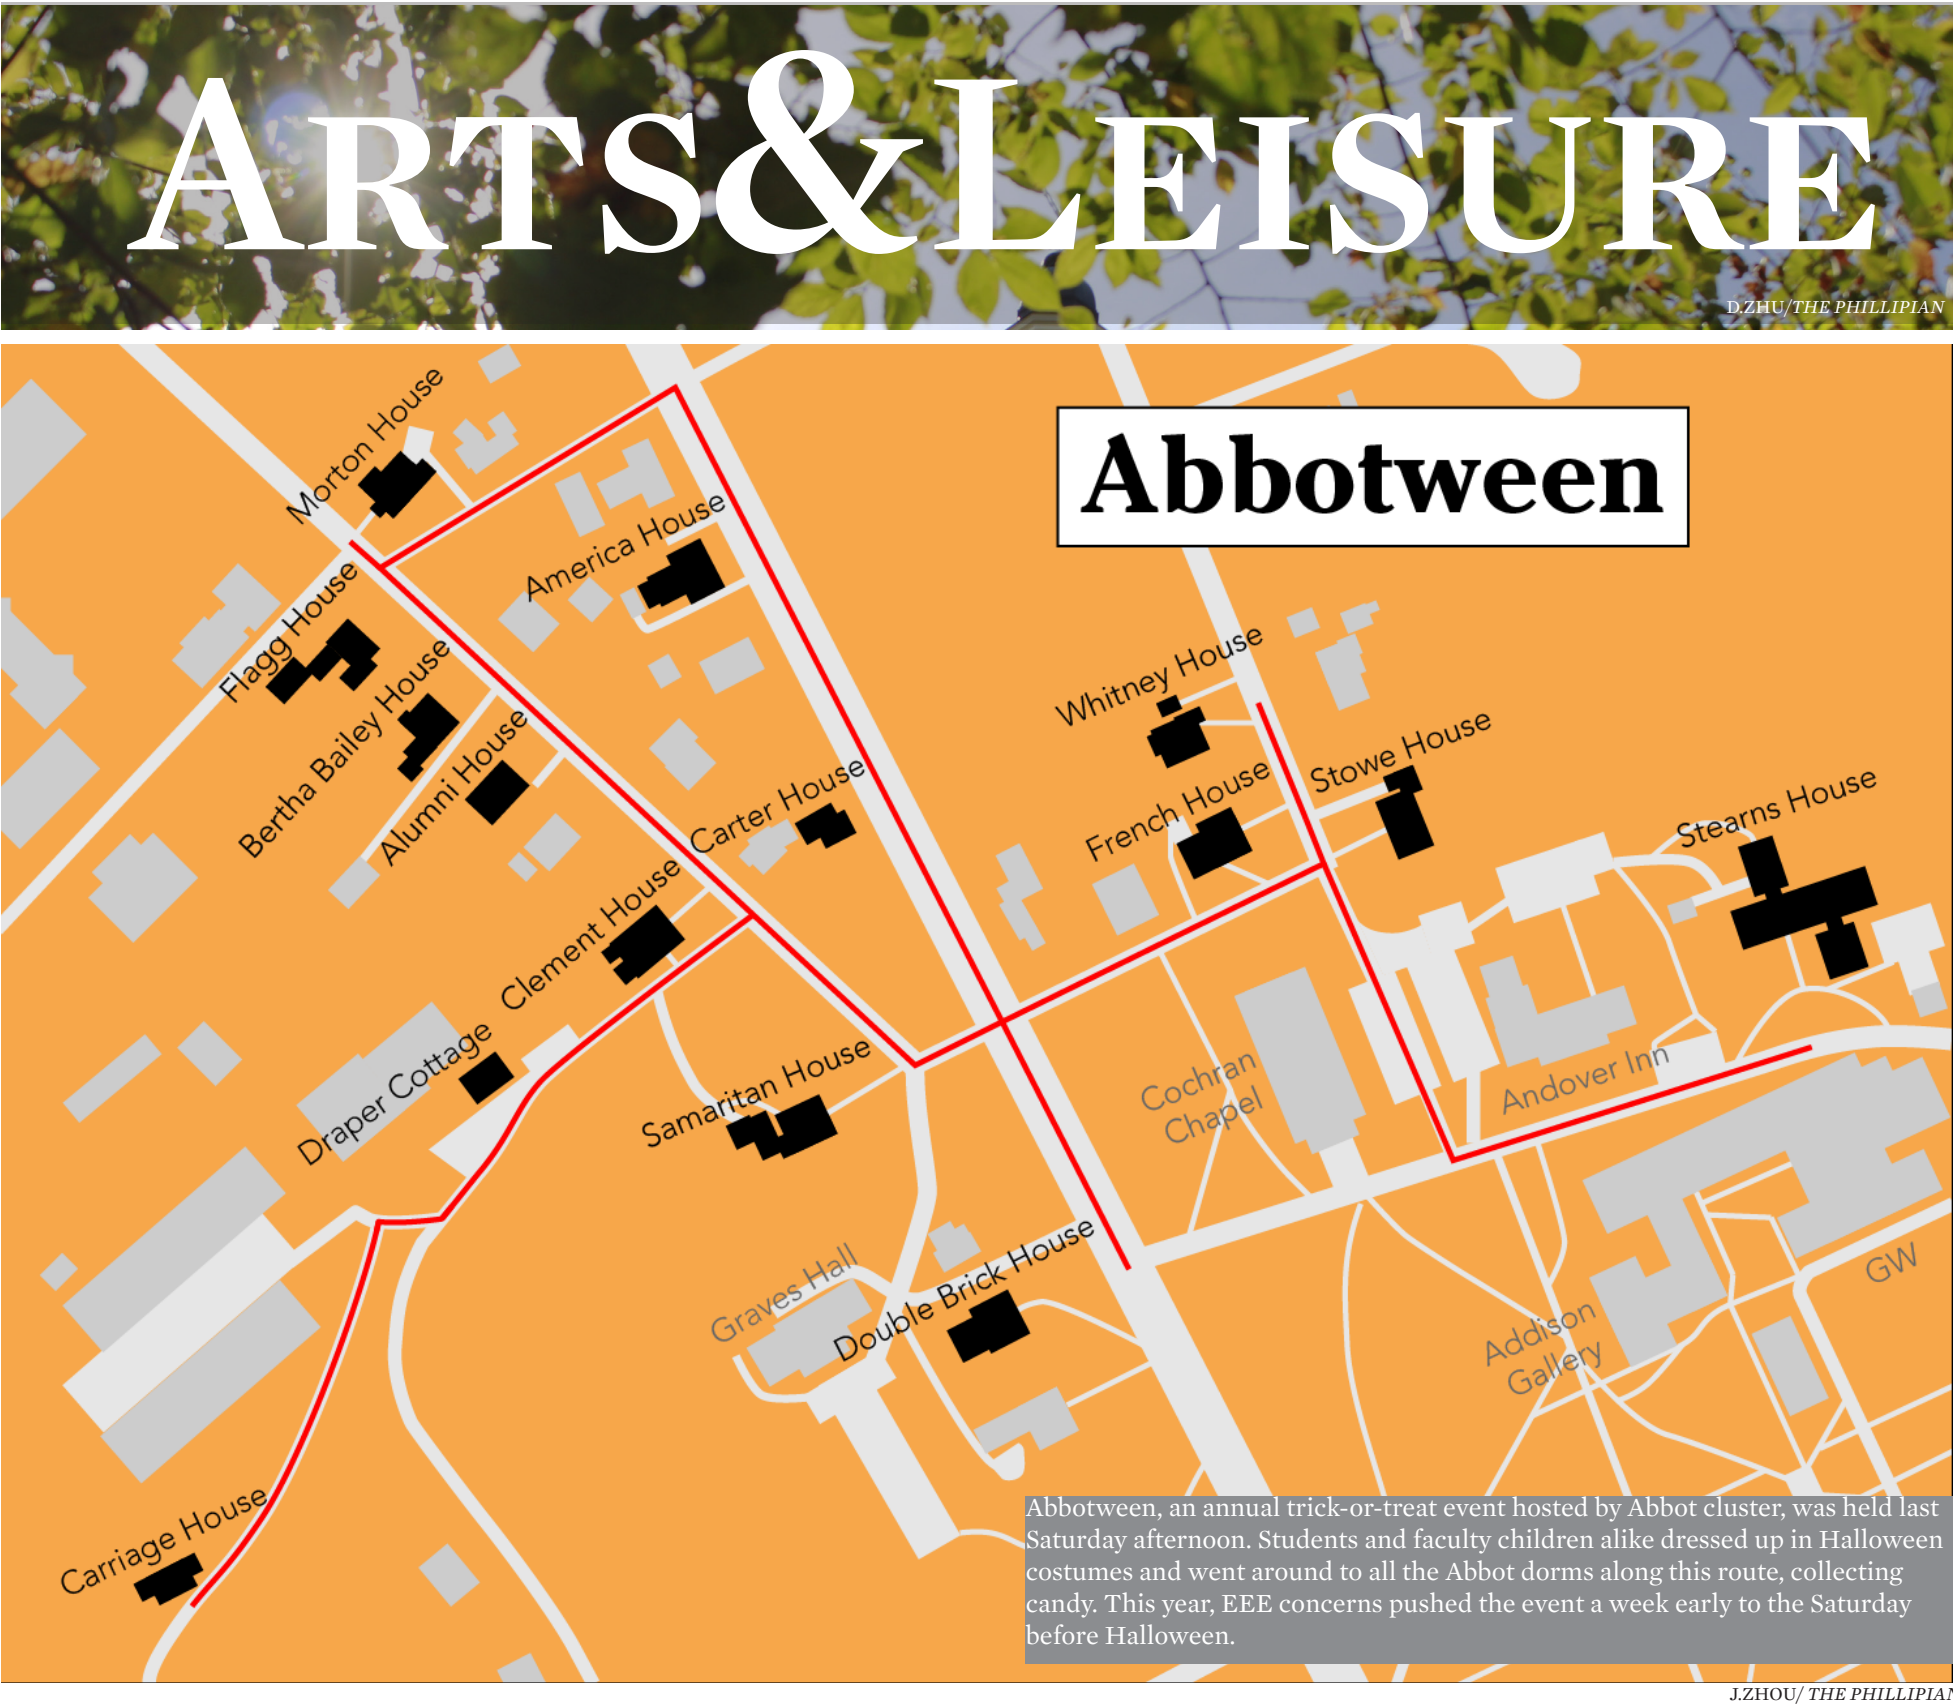 ARTS&LEISURE
D.ZHU/THE PHILLIPIAN
Abbotween
Morton House
America House
Flagg House
Bertha Bailey House
Alumni House
Carter House
Clement House
Draper Cottage
Samaritan House
Whitney House
French House
Stowe House
Stearns House
Cochran
Chapel
Andover Inn
Graves Hall
Double Brick House
Addison
Gallery
GW
Carriage House
Abbotween, an annual trick-or-treat event hosted by Abbot cluster, was held last
Saturday afternoon. Students and faculty children alike dressed up in Halloween
costumes and went around to all the Abbot dorms along this route, collecting
candy. This year, EEE concerns pushed the event a week early to the Saturday
before Halloween.
J.ZHOU/ THE PHILLIPIAN